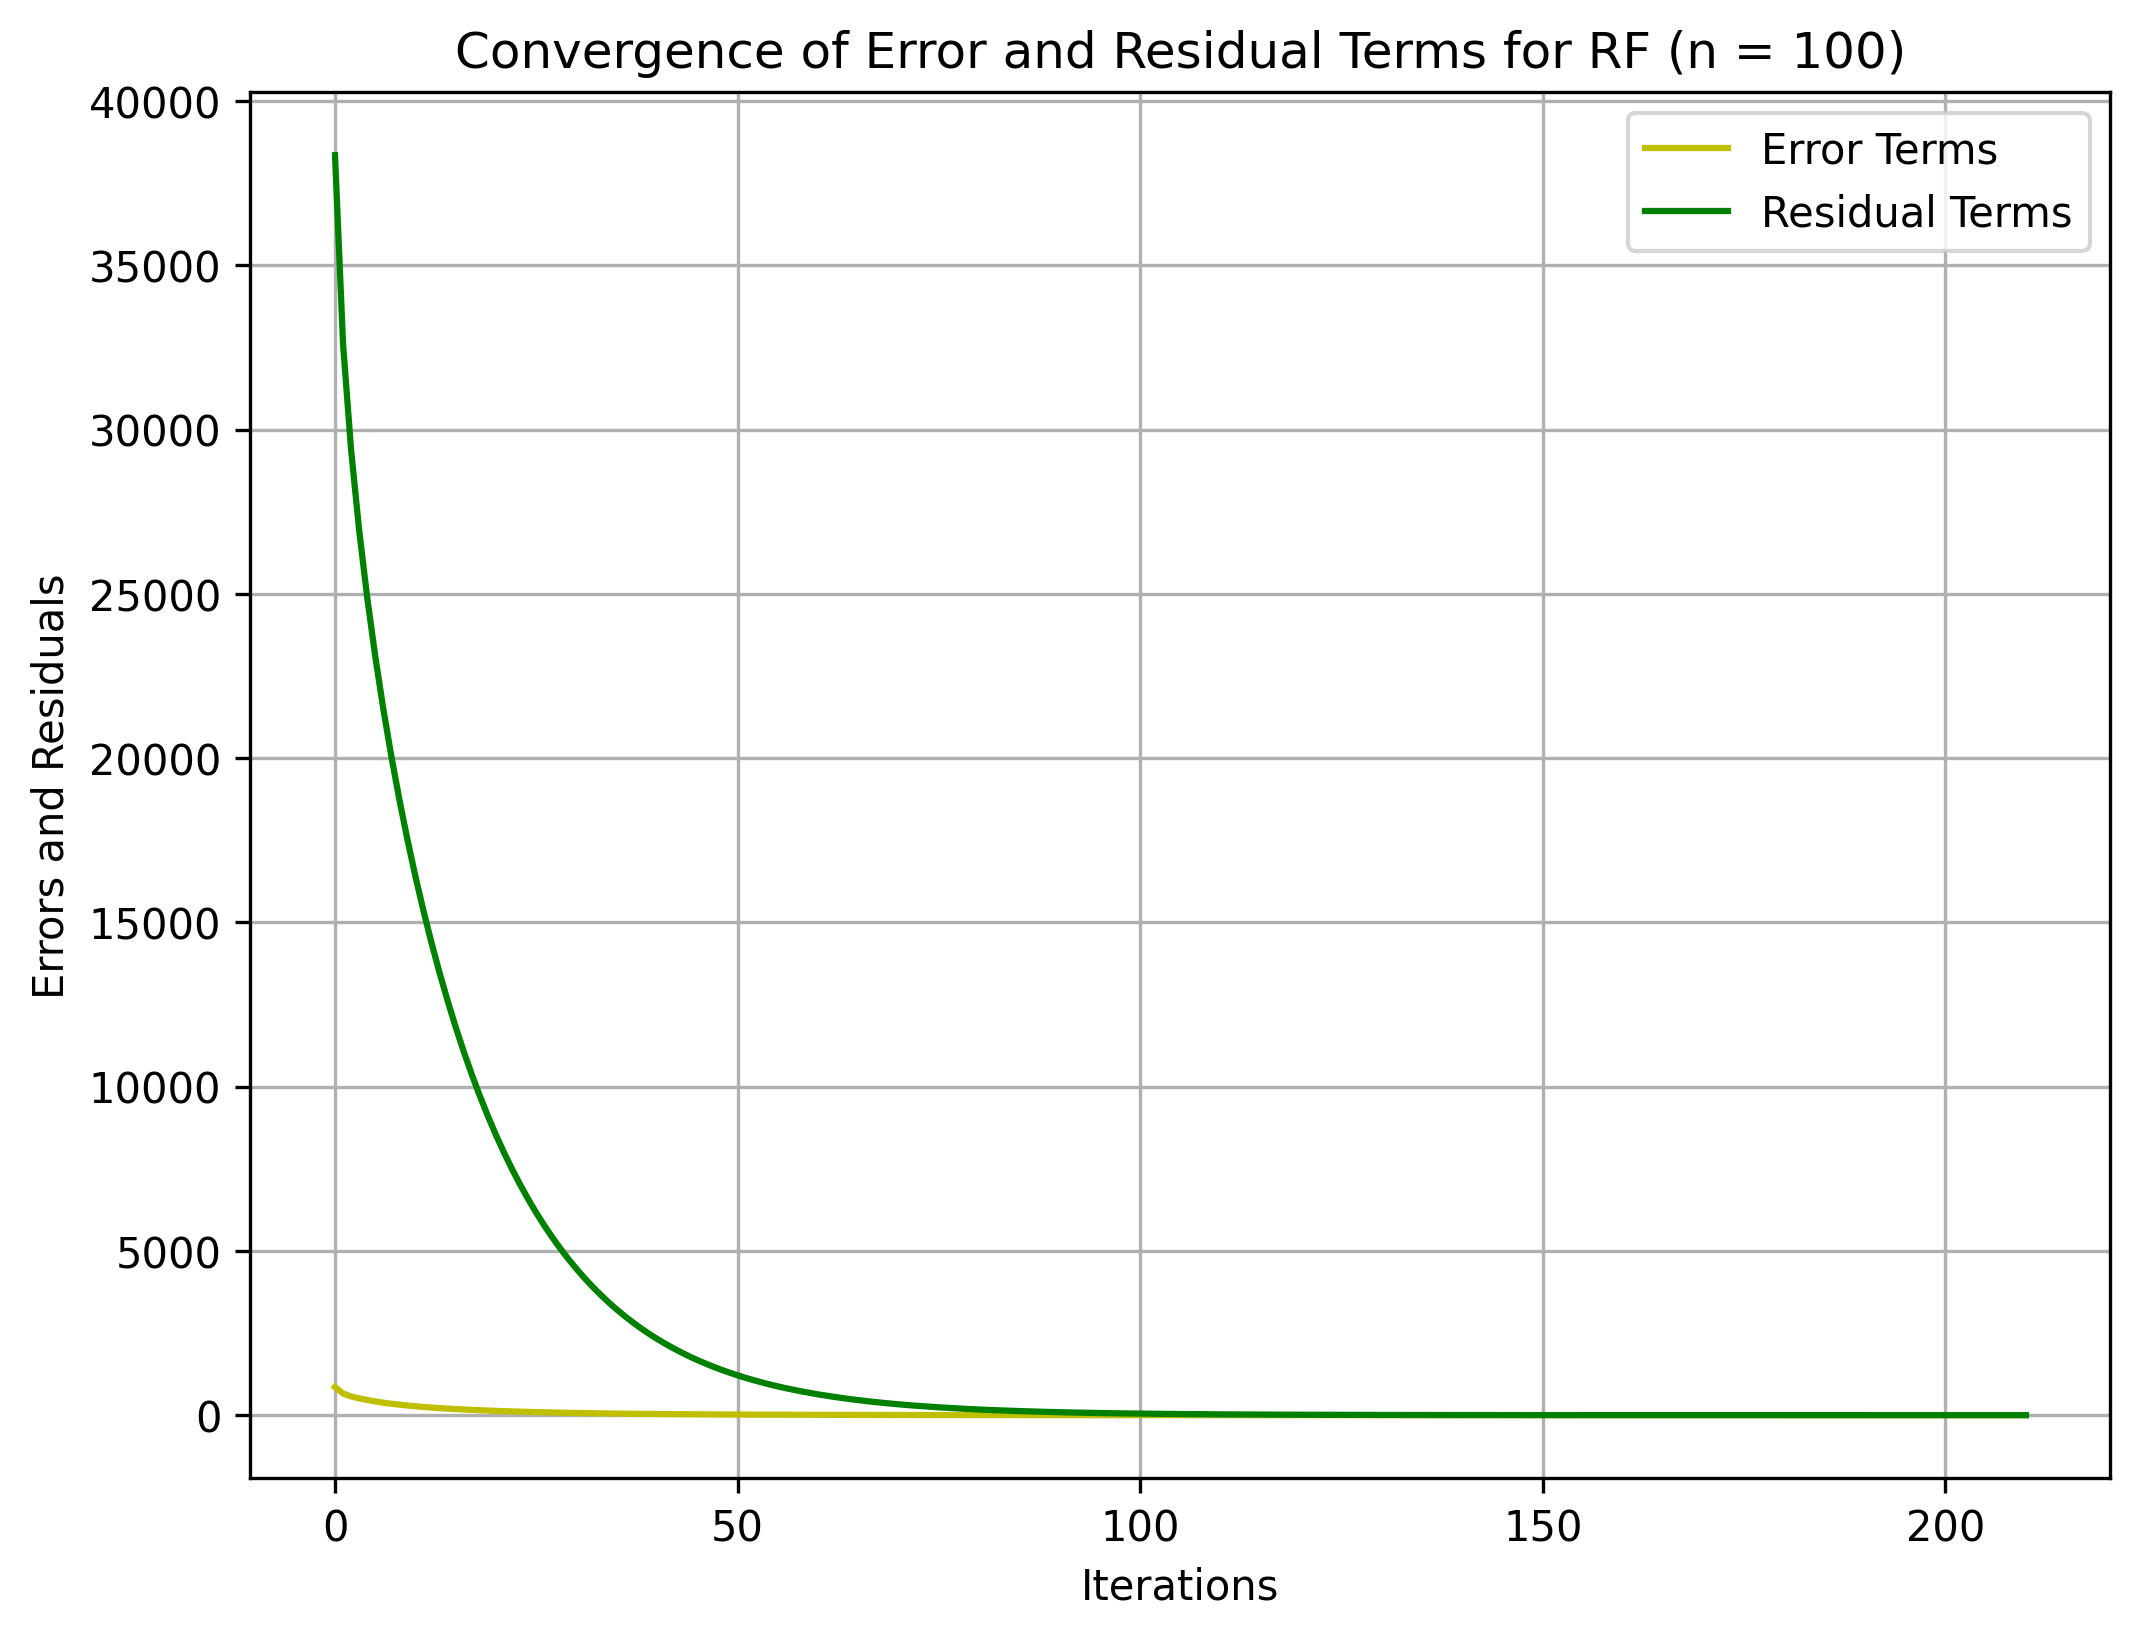 Convergence of Error and Residual Terms for RF (n = 100)
Error Terms
Residual Terms
Errors and Residuals
40000
35000
30000
25000
20000
15000
10000
5000
0
0 50 100 150 200
Iterations